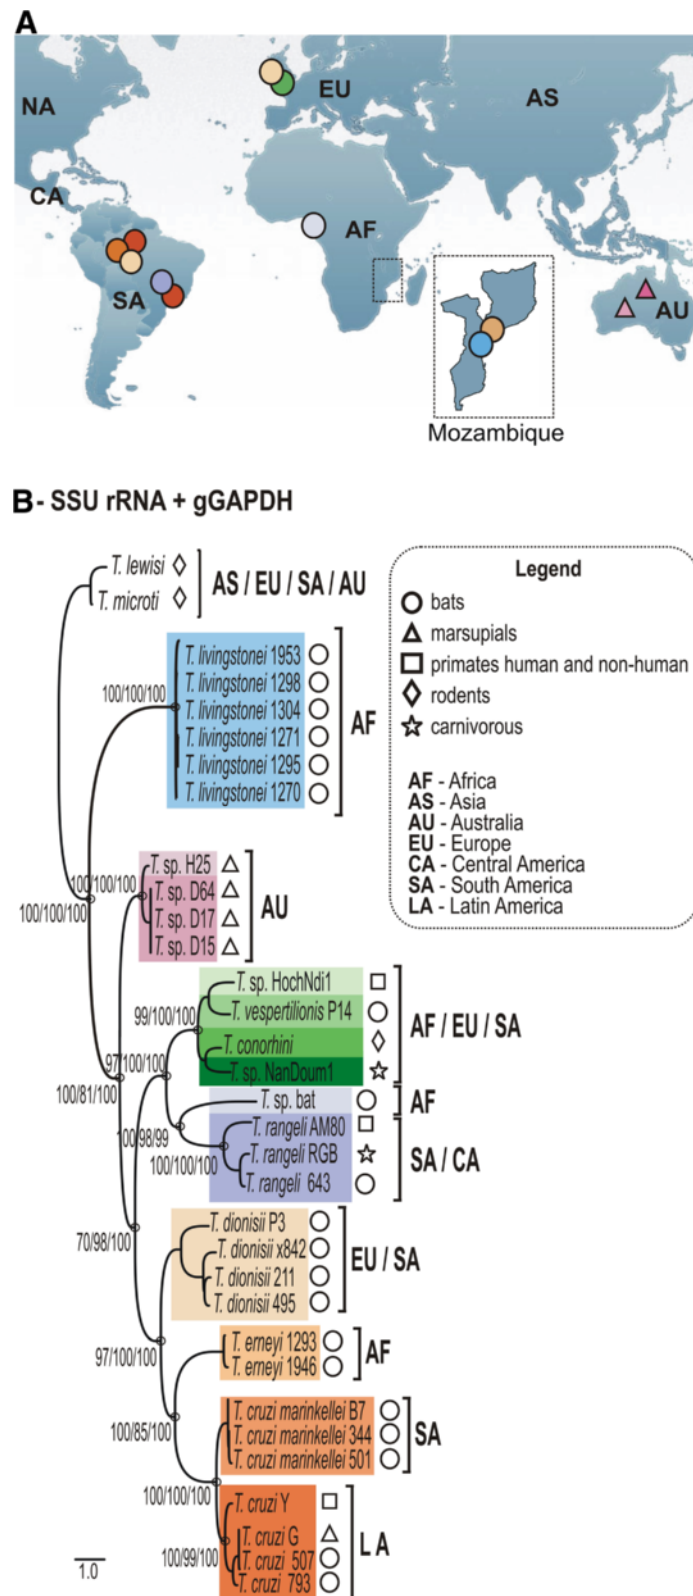 A
NA
EU
AS
CA
AF
SA
AU
Mozambique
B - SSU rRNA + gGAPDH
T. lewisi
T. microti
AS / EU / SA / AU
T. livingstonei 1953
T. livingstonei 1298
T. livingstonei 1304
T. livingstonei 1271
T. livingstonei 1295
T. livingstonei 1270
100/100/100
AF
Legend
bats
marsupials
primates human and non-human
rodents
carnivorous
AF - Africa
AS - Asia
AU - Australia
EU - Europe
CA - Central America
SA - South America
LA - Latin America
T. sp. H25
T. sp. D64
T. sp. D17
T. sp. D15
100/100/100
100/100/100
AU
T. sp. HochNdi1
T. vespertilionis P14
T. conorhini
T. sp. NanDoum1
99/100/100
97/100/100
100/81/100
AF / EU / SA
T. sp. bat
AF
T. rangeli AM80
T. rangeli RGB
T. rangeli 643
100/98/99
100/100/100
SA / CA
T. dionisii P3
T. dionisii x842
T. dionisii 211
T. dionisii 495
70/98/100
EU / SA
T. erneyi 1293
T. erneyi 1946
97/100/100
AF
T. cruzi marinkellei B7
T. cruzi marinkellei 344
T. cruzi marinkellei 501
100/85/100
SA
T. cruzi Y
T. cruzi G
T. cruzi 507
T. cruzi 793
100/100/100
100/99/100
L A
1.0